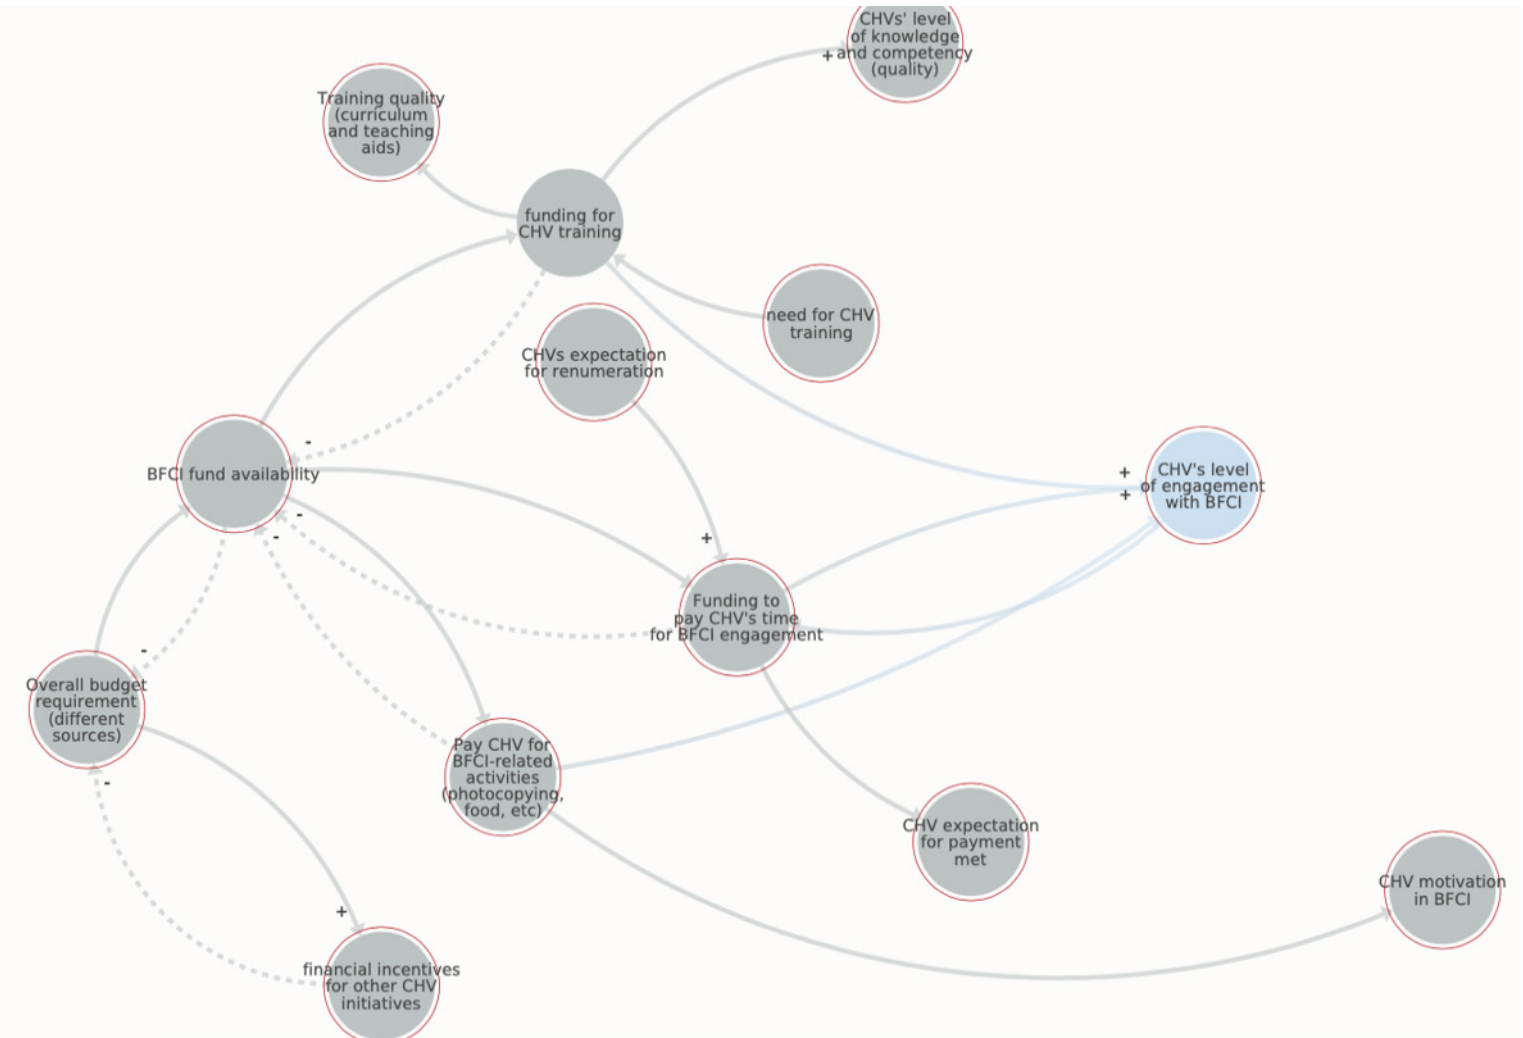 CHVs' level
of knowledge
and competency
(quality)
+
Training quality
(curriculum
and teaching
aids)
funding for
CHV training
need for CHV
training
CHVs expectation
for renumeration
-
BFCI fund availability
+
+
CHV's level
of engagement
with BFCI
-
-
+
Funding to
pay CHV's time
for BFCI engagement
-
Overall budget
requirement
(different
sources)
-
Pay CHV for
BFCI-related
activities
(photocopying,
food, etc)
CHV expectation
for payment
met
CHV motivation
in BFCI
+
financial incentives
for other CHV
initiatives